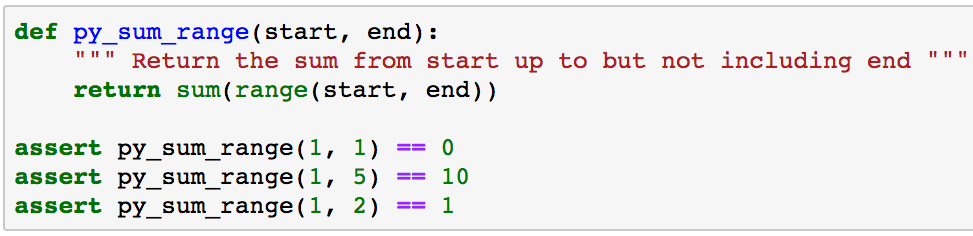 def py_sum_range(start, end):
    """ Return the sum from start up to but not including end """
    return sum(range(start, end))

assert py_sum_range(1, 1) == 0
assert py_sum_range(1, 5) == 10
assert py_sum_range(1, 2) == 1